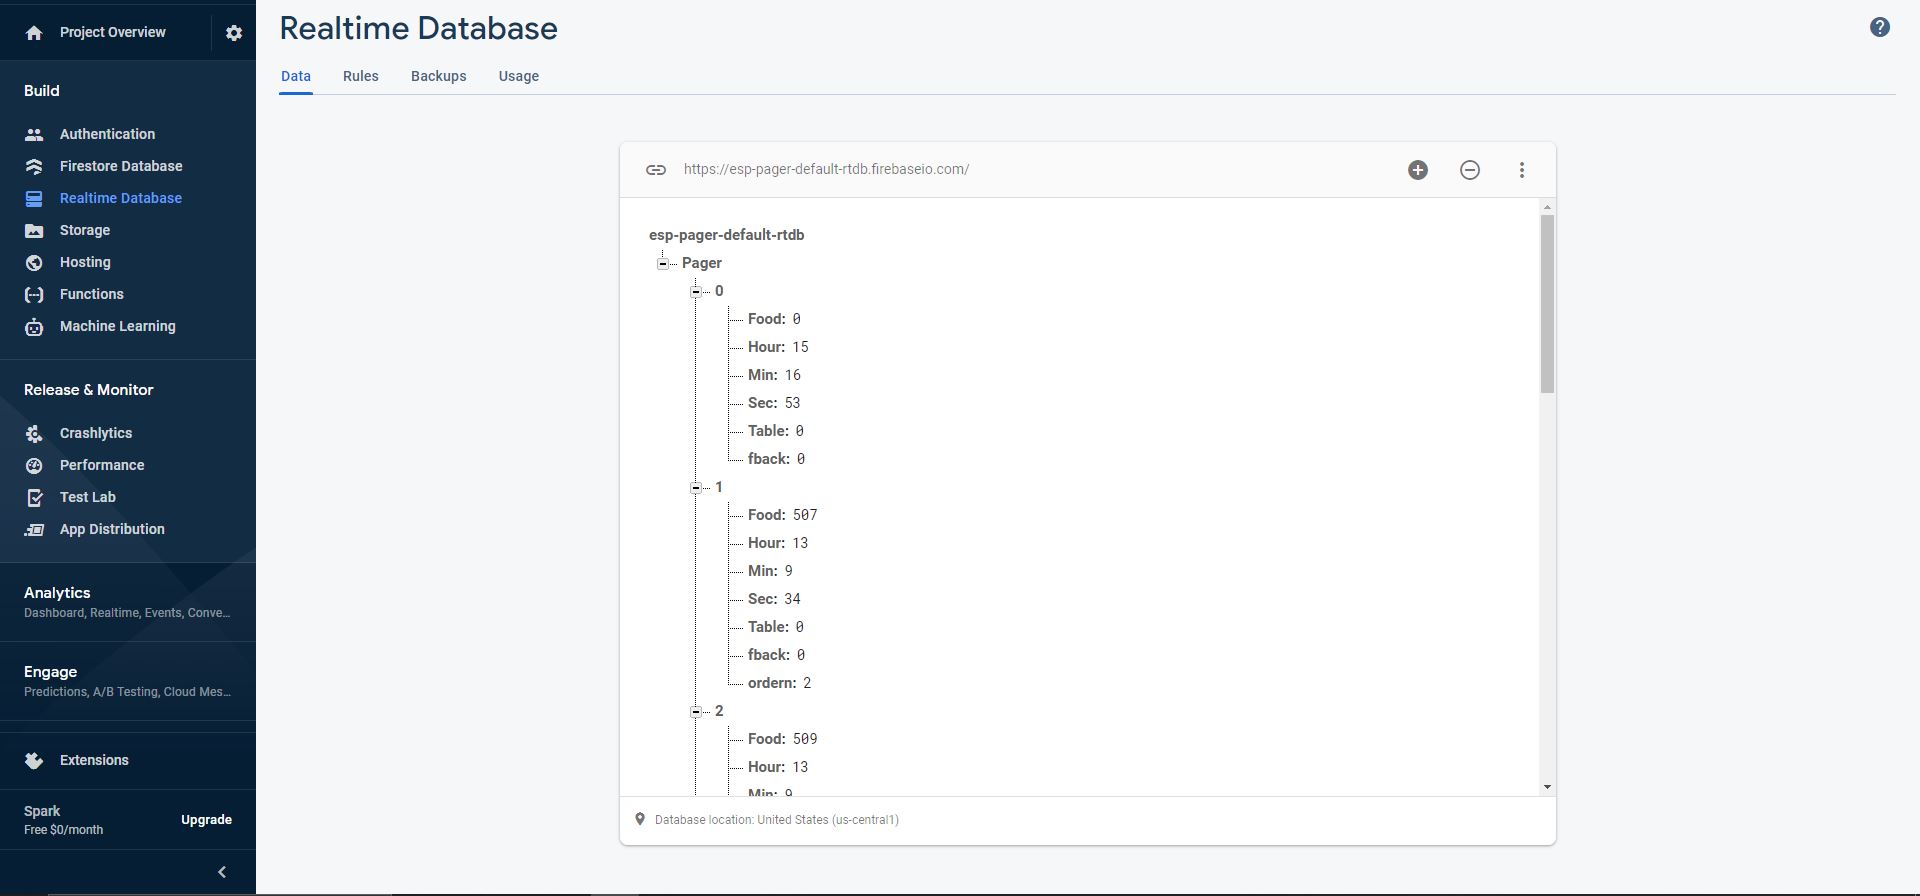 Project Overview
Build
Authentication
Firestore Database
Realtime Database
Storage
Hosting
Functions
Machine Learning
Release & Monitor
Crashlytics
Performance
Test Lab
App Distribution
Analytics
Dashboard, Realtime, Events, Conve...
Engage
Predictions, A/B Testing, Cloud Mes...
Extensions
Spark
Free $0/month
Upgrade
Realtime Database
Data Rules Backups Usage
https://esp-pager-default-rtdb.firebaseio.com/
esp-pager-default-rtdb
Pager
0
Food: 0
Hour: 15
Min: 16
Sec: 53
Table: 0
fback: 0
1
Food: 507
Hour: 13
Min: 9
Sec: 34
Table: 0
fback: 0
ordern: 2
2
Food: 509
Hour: 13
Min: 9
Database location: United States (us-central1)